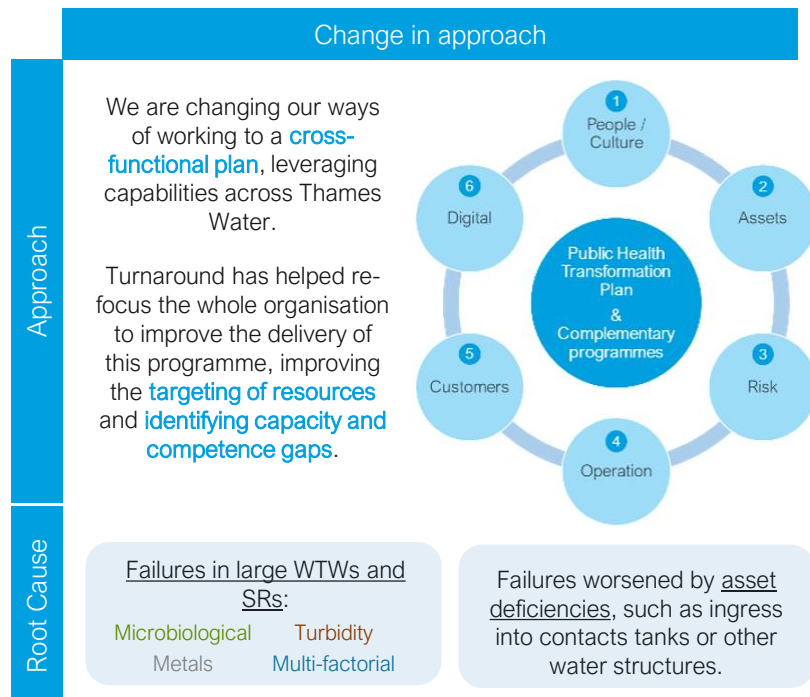 Change in approach
Approach
We are changing our ways
of working to a cross-
functional plan, leveraging
capabilities across Thames
Water.
Turnaround has helped re-
focus the whole organisation
to improve the delivery of
this programme, improving
the targeting of resources
and identifying capacity and
competence gaps.
1
People /
Culture
2
Assets
3
Risk
4
Operation
5
Customers
6
Digital
Public Health
Transformation
Plan
&
Complementary
programmes
Root Cause
Failures in large WTWs and
SRs:
Microbiological Turbidity
Metals Multi-factorial
Failures worsened by asset
deficiencies, such as ingress
into contacts tanks or other
water structures.